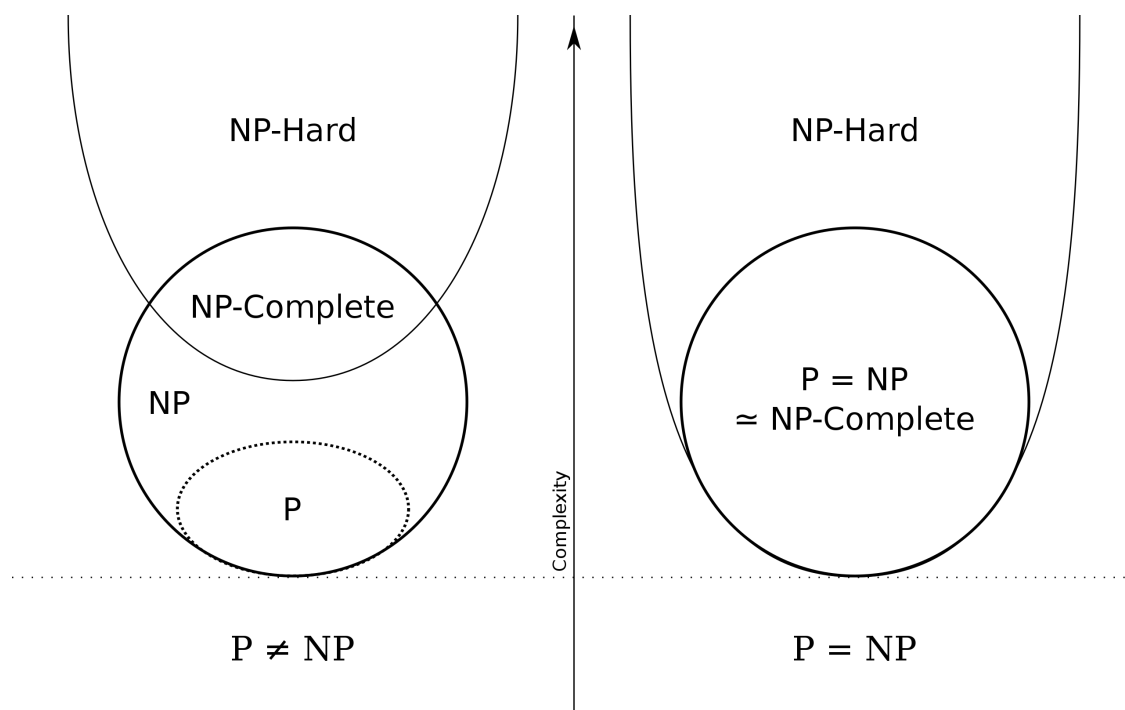 NP-Hard
NP-Complete
NP
P
P ≠ NP
Complexity
NP-Hard
P = NP
≃ NP-Complete
P = NP